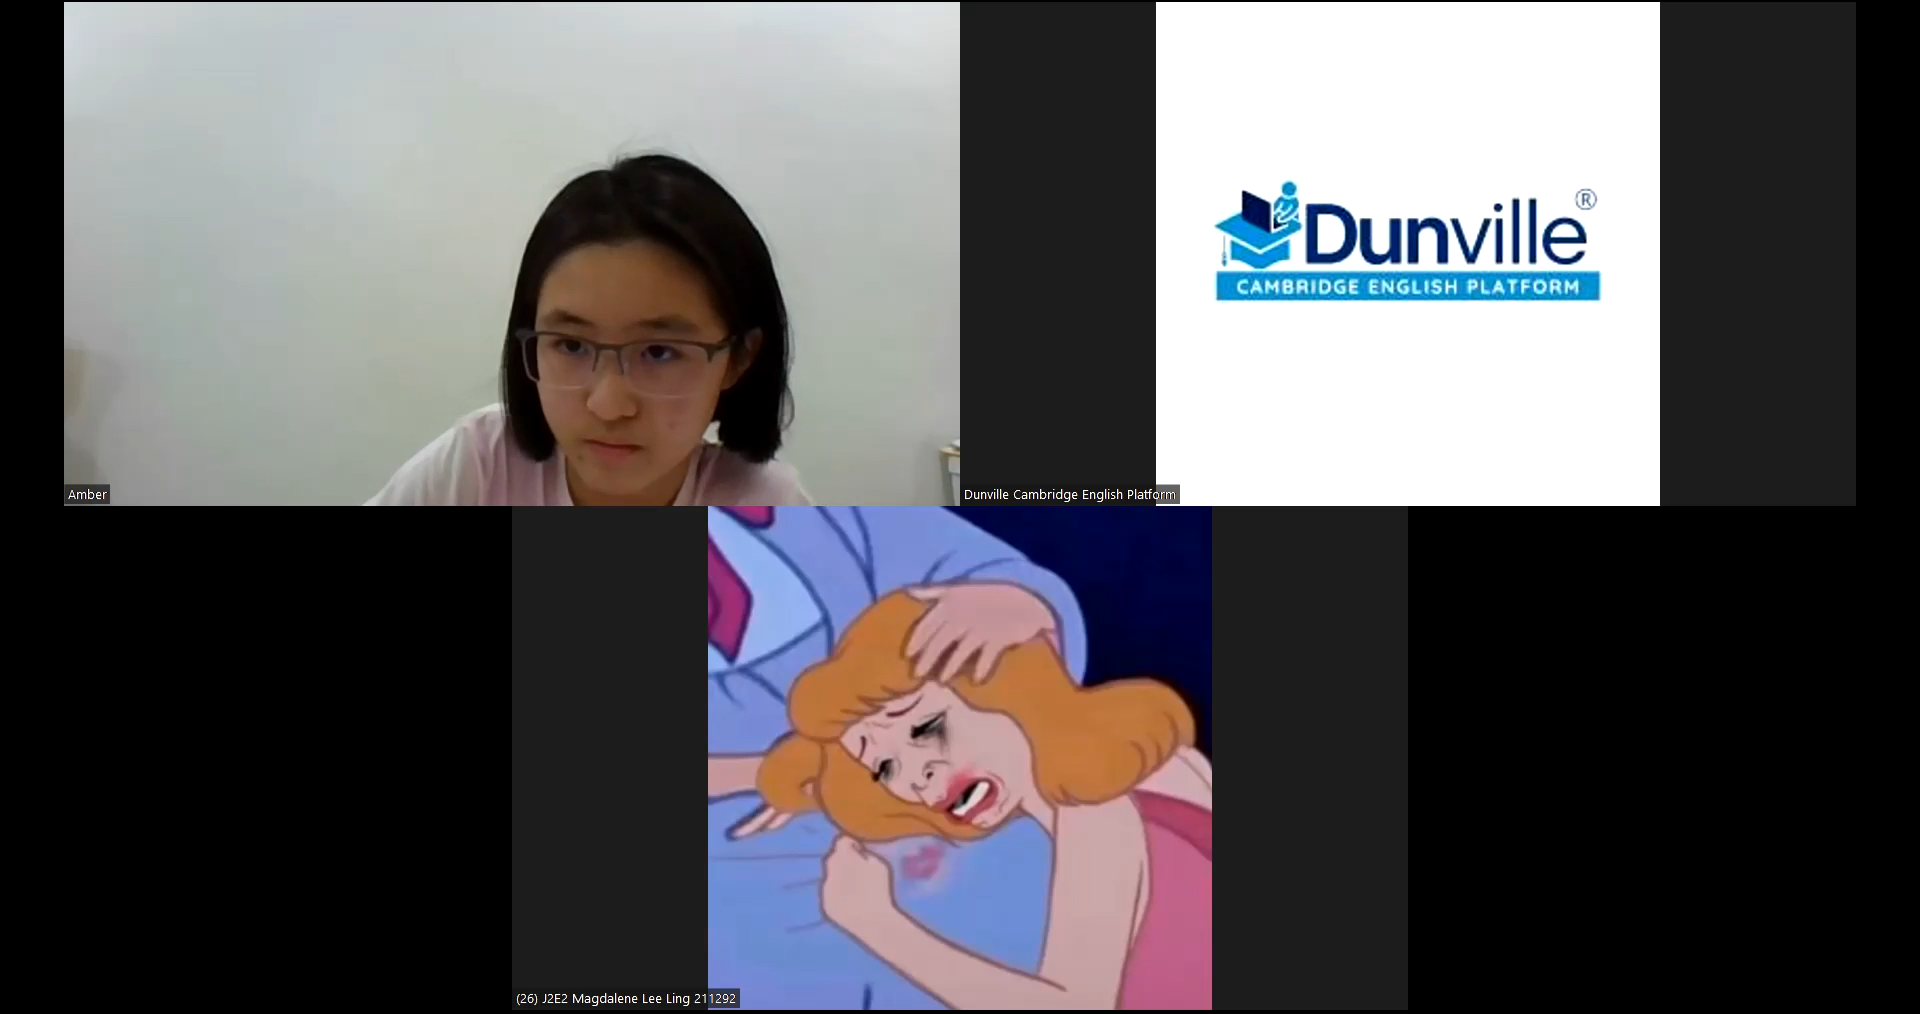 Dunville®
CAMBRIDGE ENGLISH PLATFORM
Amber
Dunville Cambridge English Platform
(26) J2E2 Magdalene Lee Ling 211292